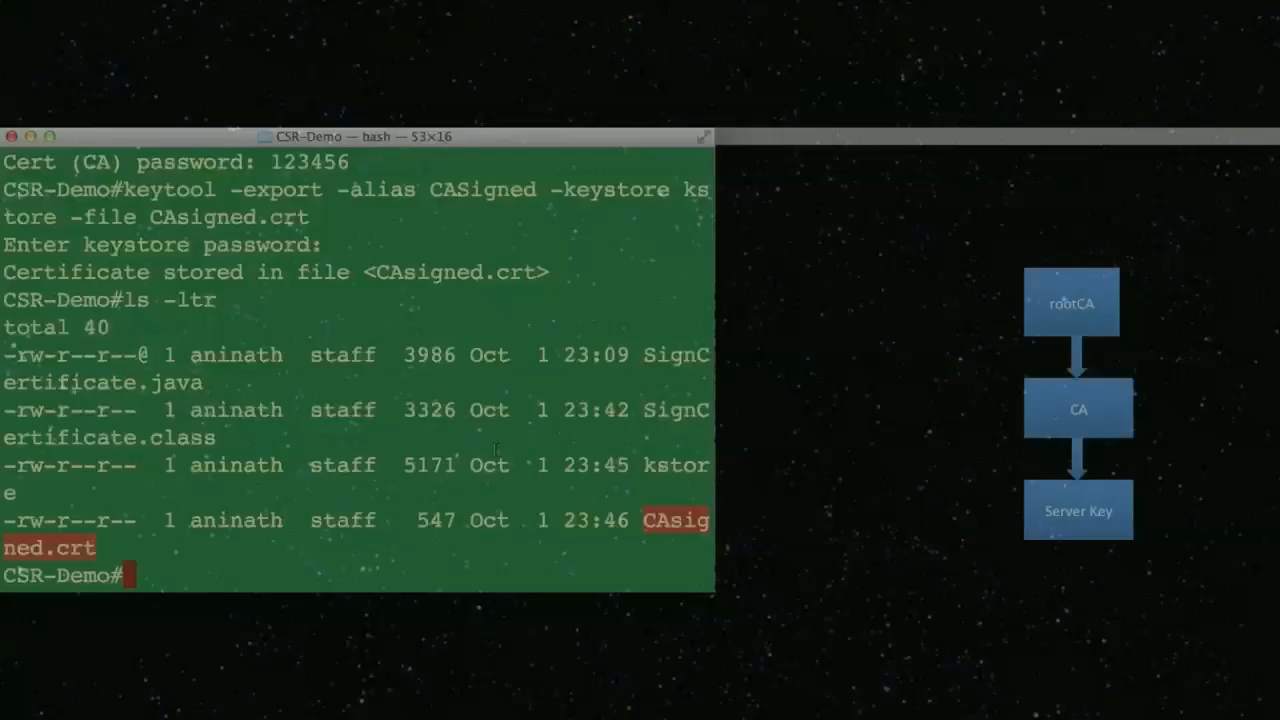 CSR-Demo — bash — 53×16
Cert (CA) password: 123456
CSR-Demo#keytool -export -alias CASigned -keystore ks
tore -file CAsigned.crt
Enter keystore password:
Certificate stored in file <CAsigned.crt>
CSR-Demo#ls -ltr
total 40
-rw-r--r--@ 1 aninath  staff  3986 Oct  1 23:09 SignC
ertificate.java
-rw-r--r--  1 aninath  staff  3326 Oct  1 23:42 SignC
ertificate.class
-rw-r--r--  1 aninath  staff  5171 Oct  1 23:45 kstor
e
-rw-r--r--  1 aninath  staff   547 Oct  1 23:46 CAsig
ned.crt
CSR-Demo#
rootCA
CA
Server Key